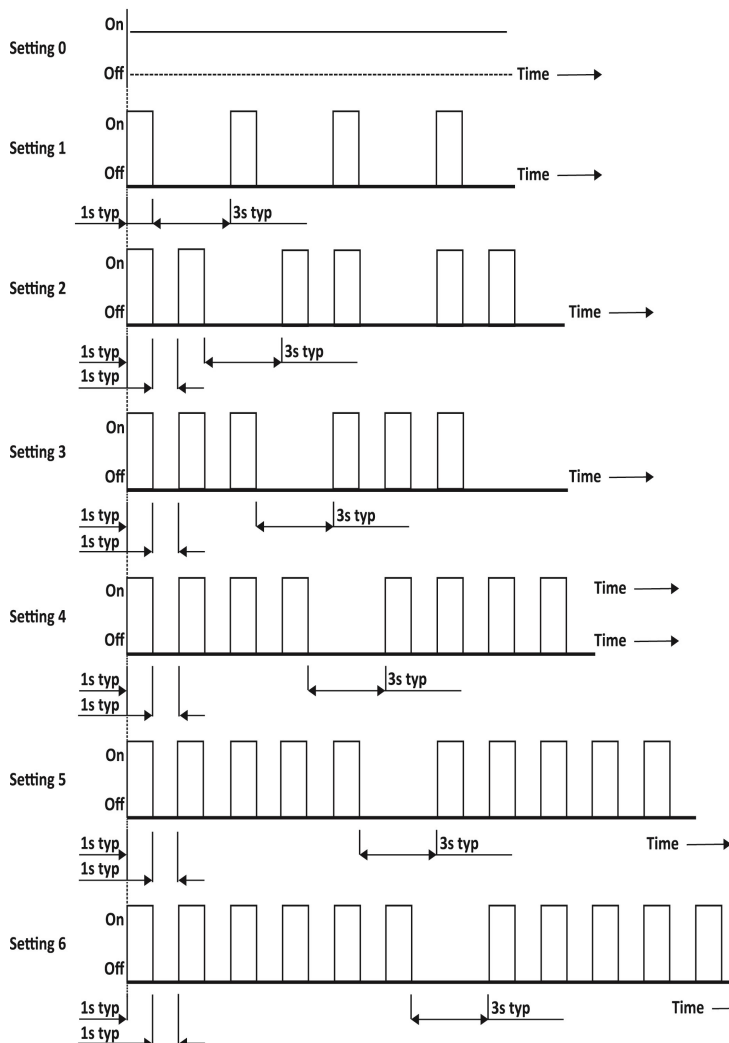 On
Setting 0
Off
Time
On
Setting 1
Off
Time
1s typ
3s typ
On
Setting 2
Off
Time
1s typ
3s typ
1s typ
On
Setting 3
Off
Time
1s typ
3s typ
1s typ
On
Time
Setting 4
Off
Time
1s typ
3s typ
1s typ
On
Setting 5
Off
Time
1s typ
3s typ
1s typ
On
Setting 6
Off
1s typ
3s typ
Time
1s typ